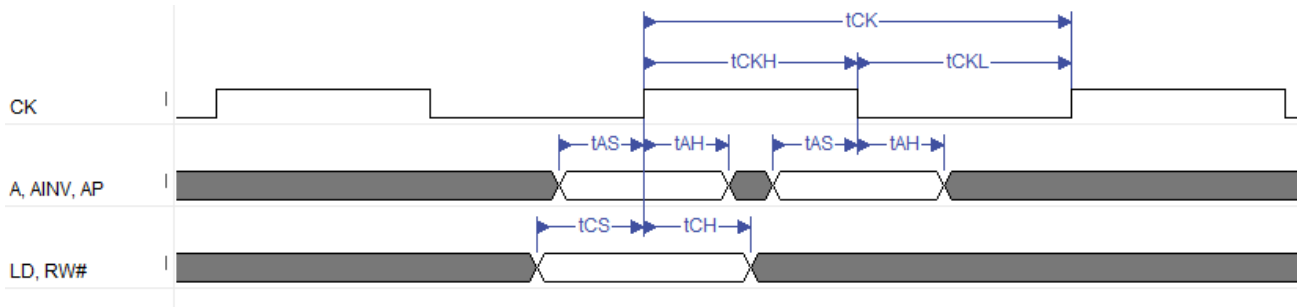 tCK
tCKH tCKL
CK
tAS tAH tAS tAH
A, AINV, AP
tCS tCH
LD, RW#